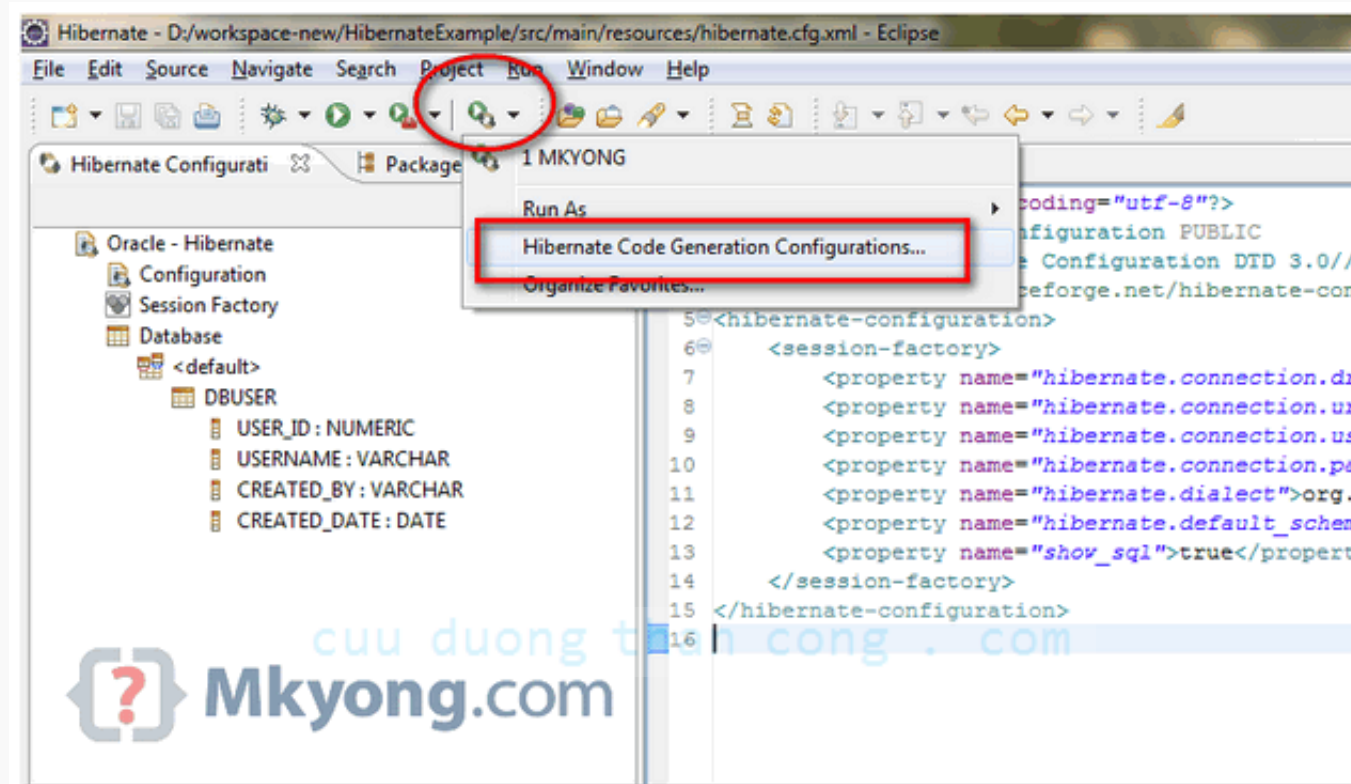 Hibernate - D:/workspace-new/HibernateExample/src/main/resources/hibernate.cfg.xml - Eclipse
File Edit Source Navigate Search Project Run Window Help
Hibernate Configurati
Package
1 MKYONG
Run As
Hibernate Code Generation Configurations...
Organize Favorites...
Oracle - Hibernate
Configuration
Session Factory
Database
<default>
DBUSER
USER_ID : NUMERIC
USERNAME : VARCHAR
CREATED_BY : VARCHAR
CREATED_DATE : DATE
coding="utf-8"?>
nfiguration PUBLIC
e Configuration DTD 3.0//
ceforge.net/hibernate-con
5 <hibernate-configuration>
6 <session-factory>
7 <property name="hibernate.connection.dr
8 <property name="hibernate.connection.ur
9 <property name="hibernate.connection.us
10 <property name="hibernate.connection.pa
11 <property name="hibernate.dialect">org.
12 <property name="hibernate.default_schem
13 <property name="show_sql">true</propert
14 </session-factory>
15 </hibernate-configuration>
16
cuu duong than cong . com
{?} Mkyong.com